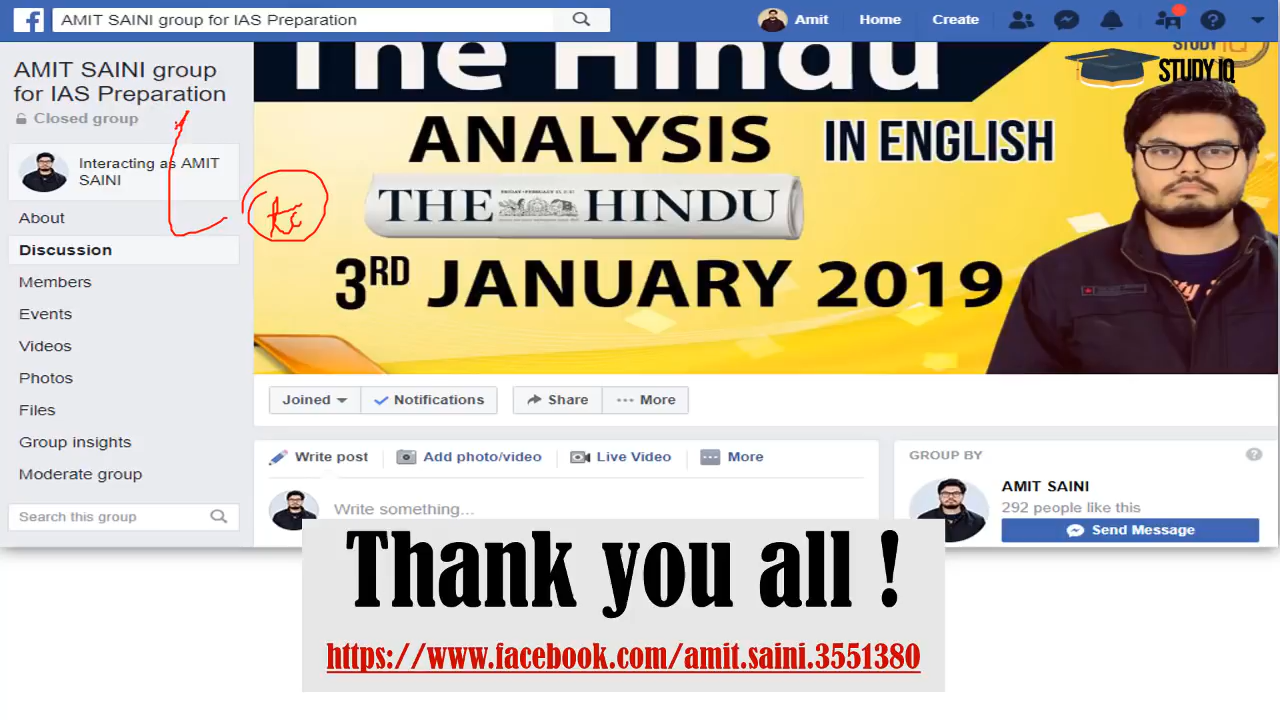 AMIT SAINI group for IAS Preparation
Amit
Home
Create
AMIT SAINI group
for IAS Preparation
Closed group
Interacting as AMIT
SAINI
About
Discussion
Members
Events
Videos
Photos
Files
Group insights
Moderate group
Search this group
The Hindu
STUDY IQ
STUDY IQ
ANALYSIS
IN ENGLISH
THE HINDU
3RD JANUARY 2019
Joined
Notifications
Share
More
Write post
Add photo/video
Live Video
More
Write something...
GROUP BY
AMIT SAINI
292 people like this
Send Message
Thank you all !
https://www.facebook.com/amit.saini.3551380